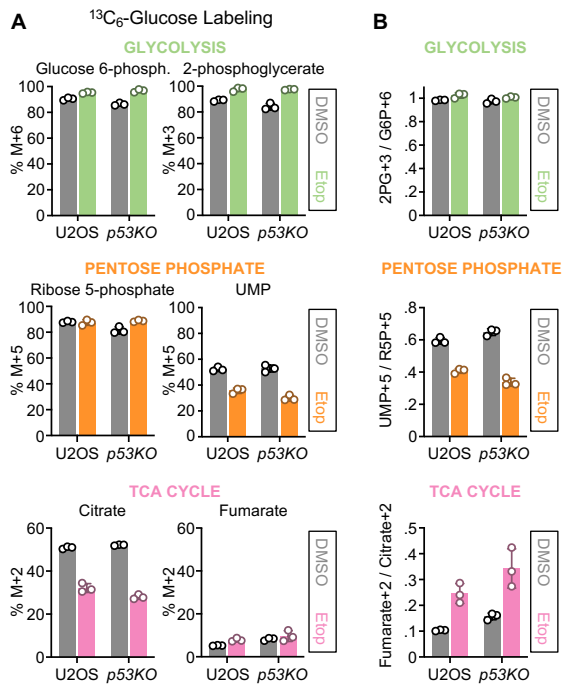 A
¹³C₆-Glucose Labeling
B
GLYCOLYSIS
GLYCOLYSIS
Glucose 6-phosph.
2-phosphoglycerate
% M+6
100
80
60
40
20
0
U2OS
p53KO
% M+3
100
80
60
40
20
0
U2OS
p53KO
DMSO
Etop
2PG+3 / G6P+6
1
.8
.6
.4
.2
0
U2OS
p53KO
DMSO
Etop
PENTOSE PHOSPHATE
PENTOSE PHOSPHATE
Ribose 5-phosphate
UMP
% M+5
100
80
60
40
20
0
U2OS
p53KO
% M+5
100
80
60
40
20
0
U2OS
p53KO
DMSO
Etop
UMP+5 / R5P+5
.8
.6
.4
.2
0
U2OS
p53KO
DMSO
Etop
TCA CYCLE
TCA CYCLE
Citrate
Fumarate
% M+2
60
40
20
0
U2OS
p53KO
% M+2
60
40
20
0
U2OS
p53KO
DMSO
Etop
Fumarate+2 / Citrate+2
.5
.4
.3
.2
.1
0
U2OS
p53KO
DMSO
Etop